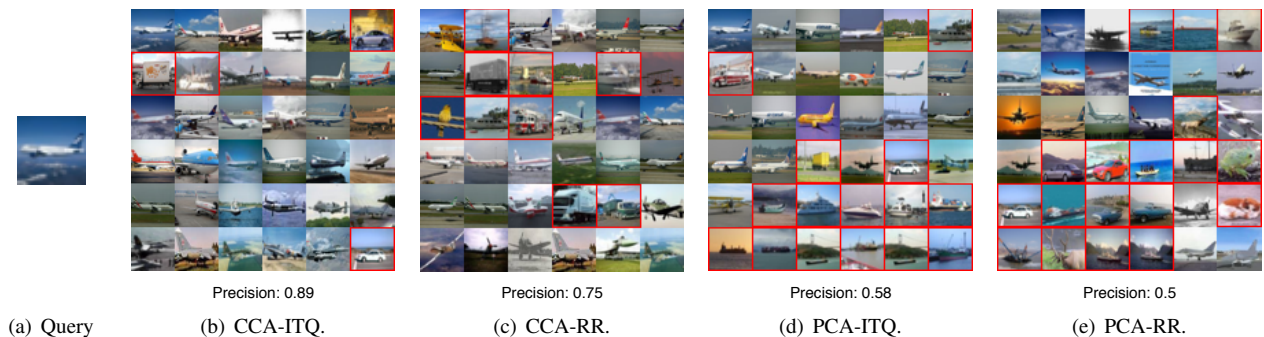 Precision: 0.89
Precision: 0.75
Precision: 0.58
Precision: 0.5
(a) Query
(b) CCA-ITQ.
(c) CCA-RR.
(d) PCA-ITQ.
(e) PCA-RR.